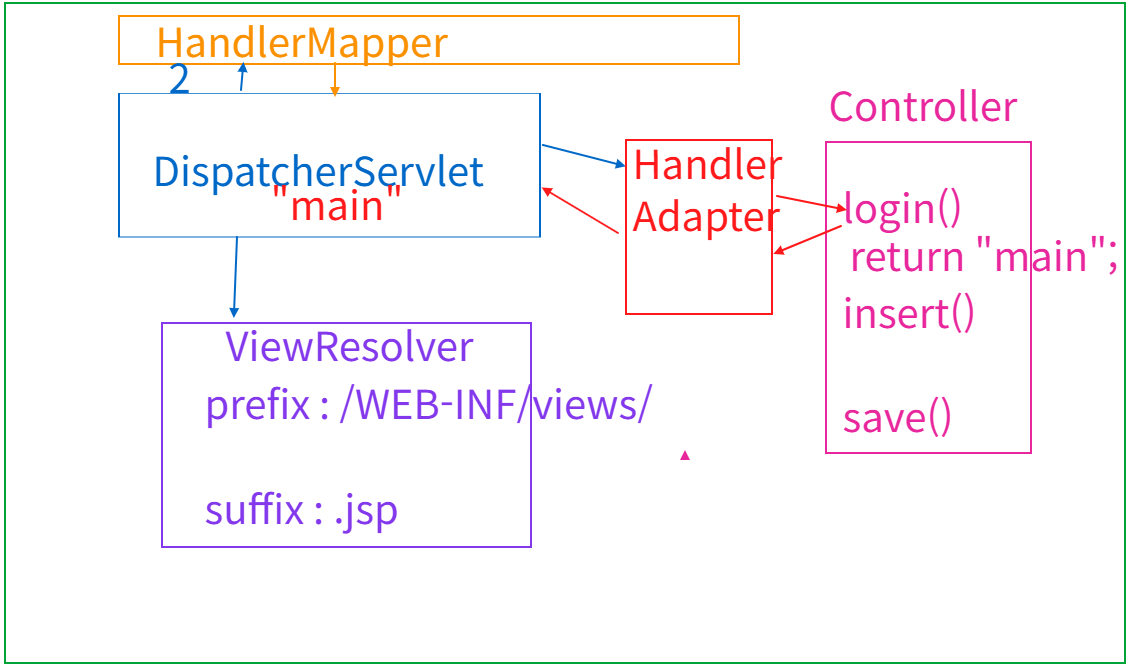 HandlerMapper
2
DispatcherServlet
"main"
Handler
Adapter
Controller
login()
return "main";
insert()
save()
ViewResolver
prefix : /WEB-INF/views/
suffix : .jsp